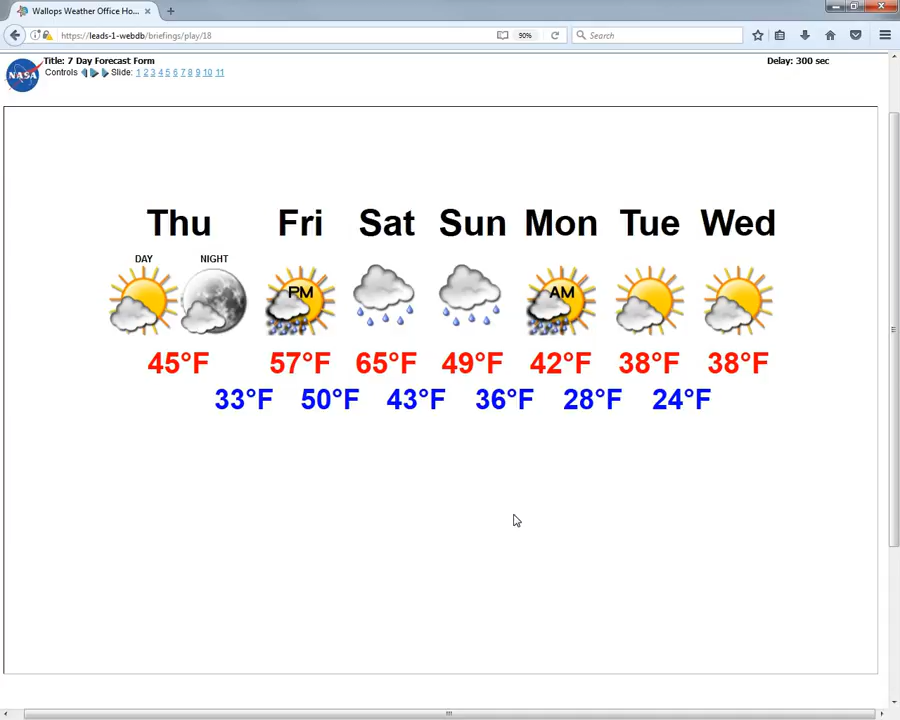 Wallops Weather Office Ho...
https://leads-1-webdb/briefings/play/18
90%
Search
NASA
Title: 7 Day Forecast Form
Delay: 300 sec
Controls Slide: 1 2 3 4 5 6 7 8 9 10 11
Thu Fri Sat Sun Mon Tue Wed
DAY NIGHT
PM AM
45°F 57°F 65°F 49°F 42°F 38°F 38°F
33°F 50°F 43°F 36°F 28°F 24°F